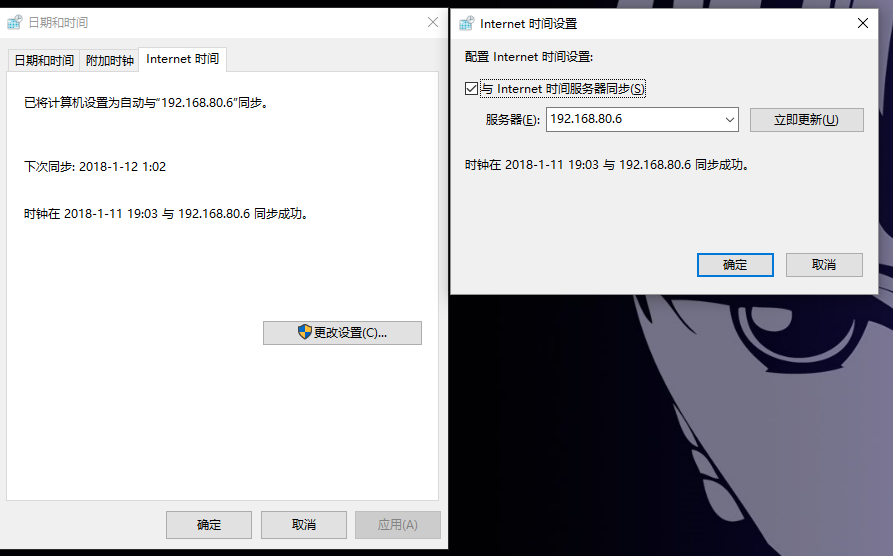 日期和时间
日期和时间 附加时钟 Internet 时间
已将计算机设置为自动与“192.168.80.6”同步。
下次同步: 2018-1-12 1:02
时钟在 2018-1-11 19:03 与 192.168.80.6 同步成功。
更改设置(C)...
确定 取消 应用(A)
Internet 时间设置
配置 Internet 时间设置:
与 Internet 时间服务器同步(S)
服务器(E): 192.168.80.6 立即更新(U)
时钟在 2018-1-11 19:03 与 192.168.80.6 同步成功。
确定 取消